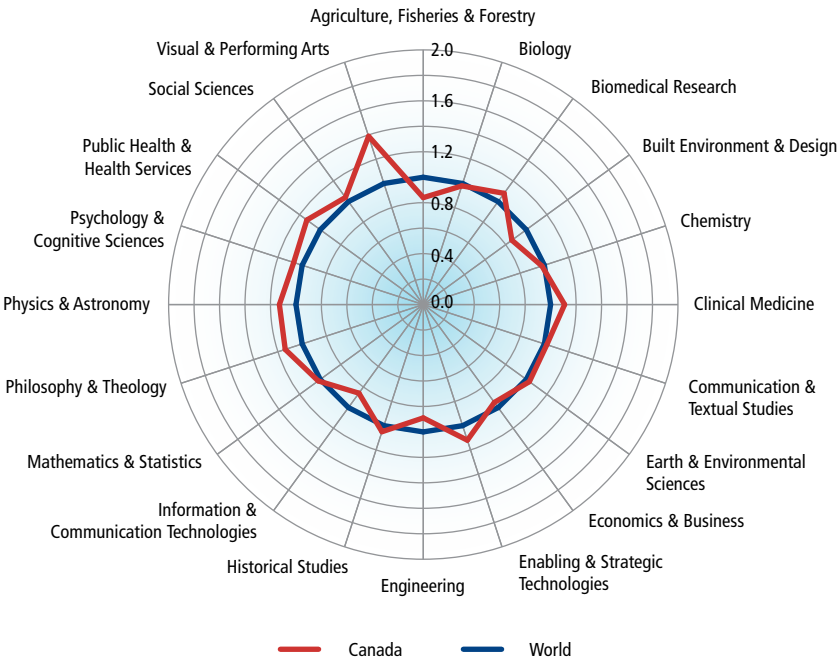 Agriculture, Fisheries & Forestry
Visual & Performing Arts
Biology
2.0
Social Sciences
Biomedical Research
1.6
Public Health &
Health Services
Built Environment & Design
1.2
0.8
Psychology &
Cognitive Sciences
Chemistry
0.4
Physics & Astronomy
0.0
Clinical Medicine
Philosophy & Theology
Communication &
Textual Studies
Mathematics & Statistics
Earth & Environmental
Sciences
Information &
Communication Technologies
Economics & Business
Historical Studies
Enabling & Strategic
Technologies
Engineering
Canada
World